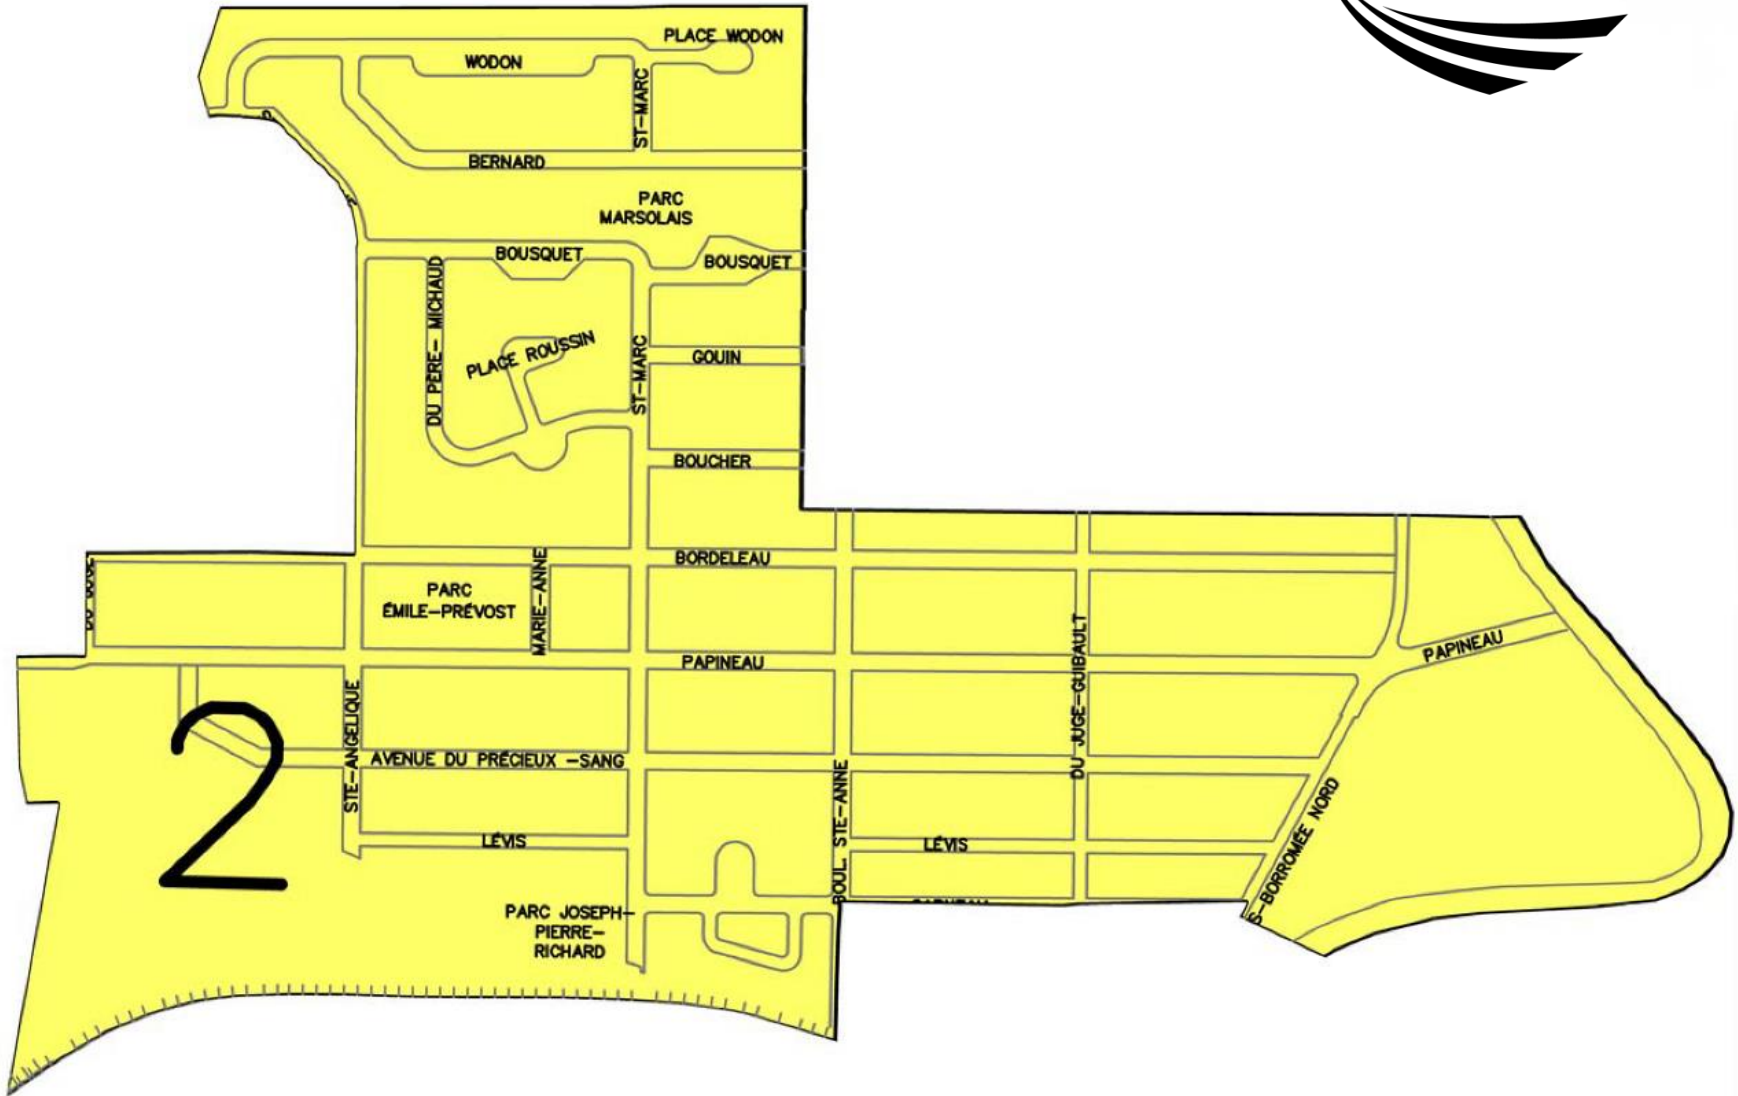 PLACE WODON
WODON
ST-MARC
BERNARD
PARC
MARSOLAIS
BOUSQUET
BOUSQUET
DU PÈRE- MICHAUD
PLACE ROUSSIN
ST-MARC
GOUIN
BOUCHER
BORDELEAU
MARIE-ANNE
PARC
ÉMILE-PRÉVOST
DU JUGE-GUIBAULT
PAPINEAU
PAPINEAU
2
STE-ANGELIQUE
AVENUE DU PRÉCIEUX -SANG
BOUL. STE-ANNE
S-BORROMÉE NORD
LÉVIS
LÉVIS
PARC JOSEPH-
PIERRE-
RICHARD